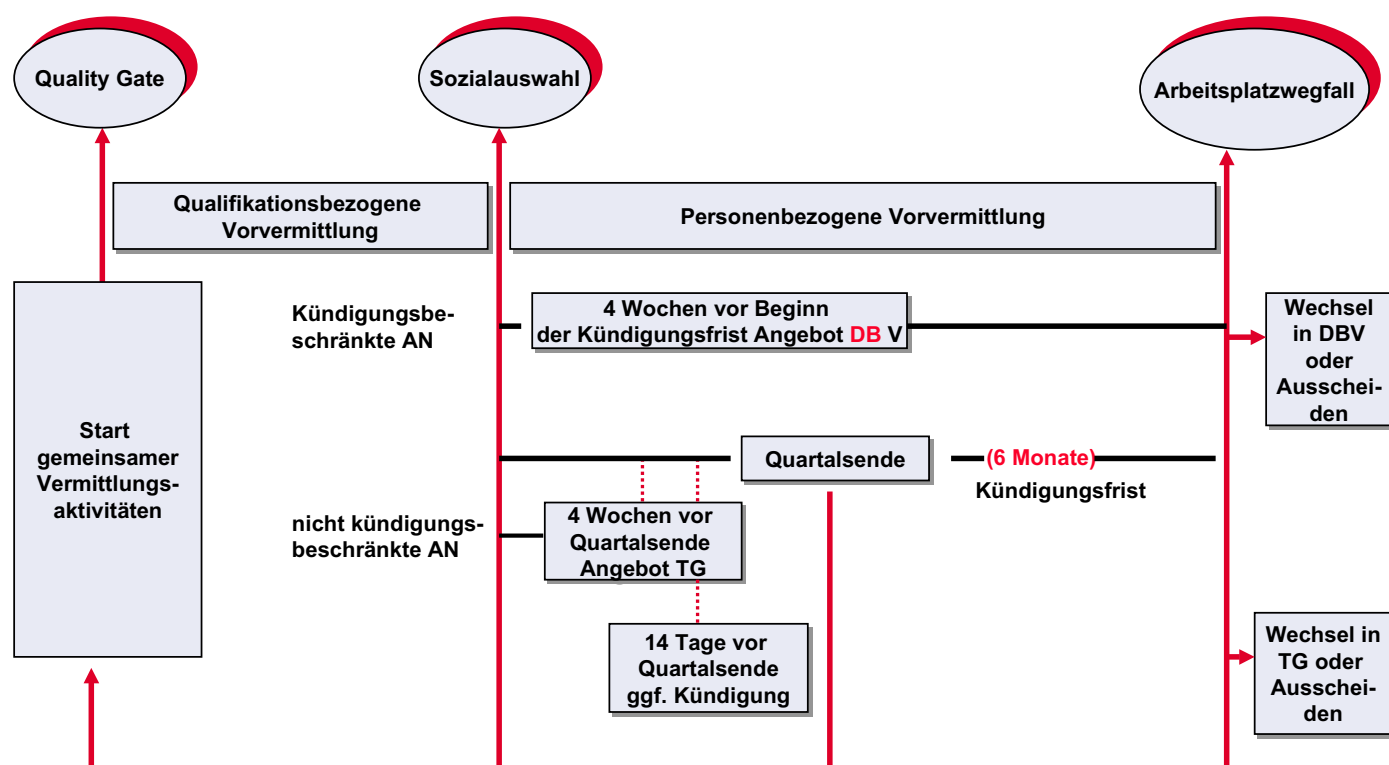 Quality Gate
Sozialauswahl
Arbeitsplatzwegfall
Qualifikationsbezogene
Vorvermittlung
Personenbezogene Vorvermittlung
Start
gemeinsamer
Vermittlungs-
aktivitäten
Kündigungsbe-
schränkte AN
4 Wochen vor Beginn
der Kündigungsfrist Angebot DB V
Wechsel
in DBV
oder
Ausschei-
den
Quartalsende
(6 Monate)
Kündigungsfrist
nicht kündigungs-
beschränkte AN
4 Wochen vor
Quartalsende
Angebot TG
14 Tage vor
Quartalsende
ggf. Kündigung
Wechsel in
TG oder
Ausschei-
den